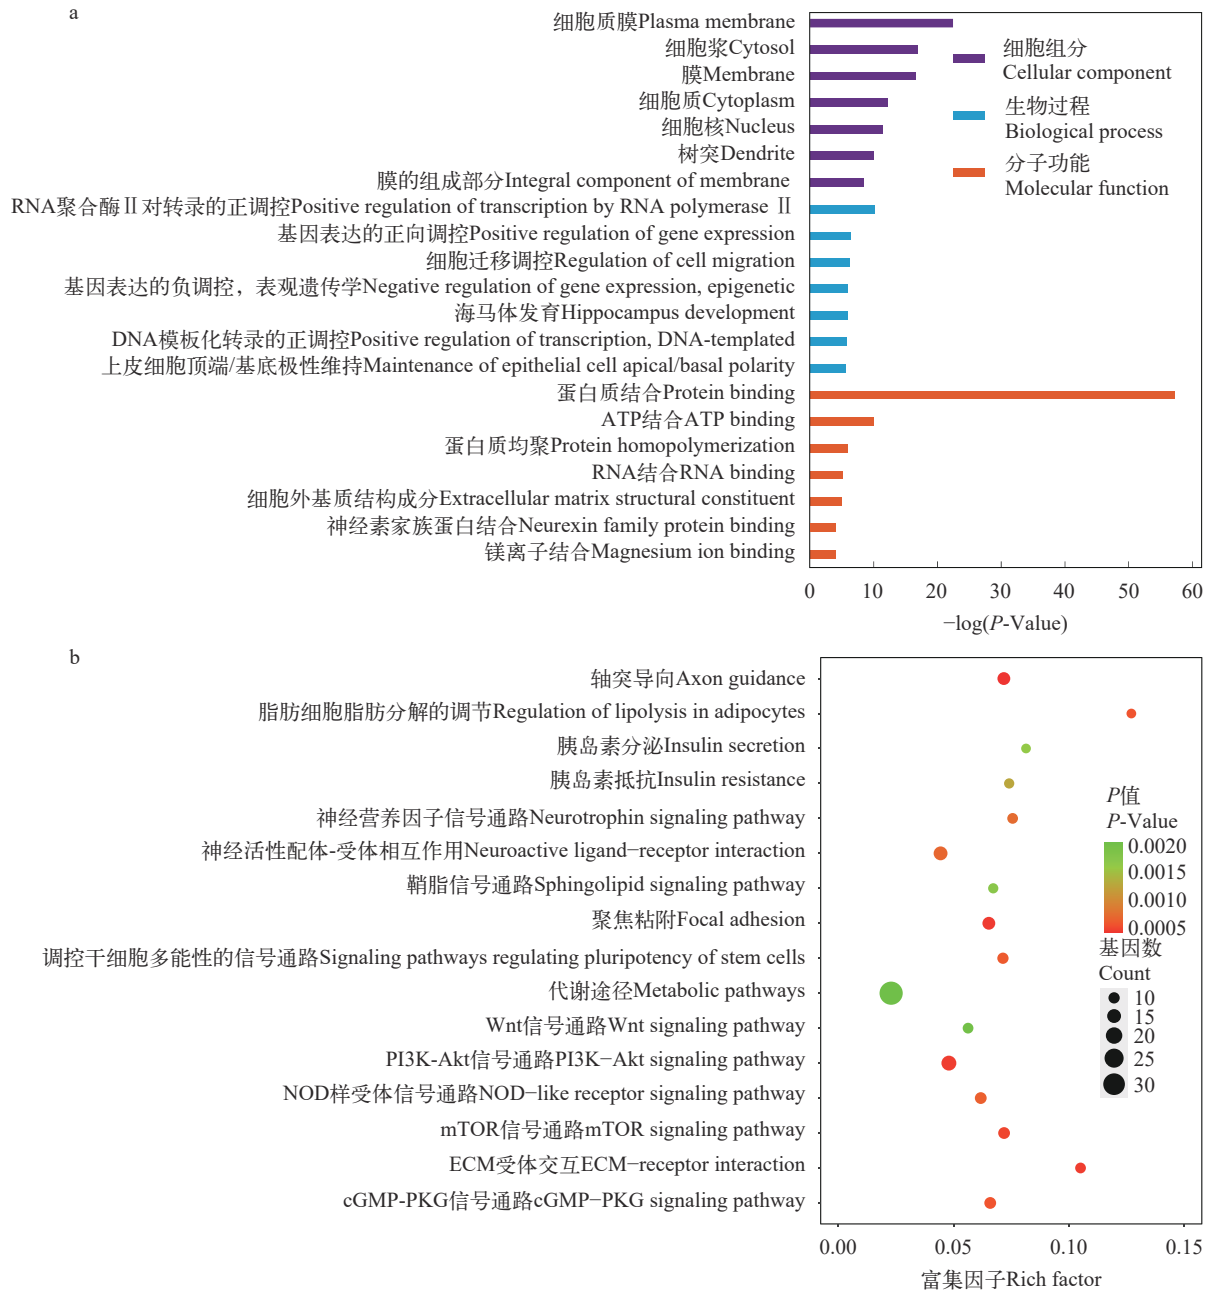 a
细胞质膜Plasma membrane
细胞浆Cytosol
膜Membrane
细胞质Cytoplasm
细胞核Nucleus
树突Dendrite
膜的组成部分Integral component of membrane
RNA聚合酶Ⅱ对转录的正调控Positive regulation of transcription by RNA polymerase Ⅱ
基因表达的正向调控Positive regulation of gene expression
细胞迁移调控Regulation of cell migration
基因表达的负调控，表观遗传学Negative regulation of gene expression, epigenetic
海马体发育Hippocampus development
DNA模板化转录的正调控Positive regulation of transcription, DNA-templated
上皮细胞顶端/基底极性维持Maintenance of epithelial cell apical/basal polarity
蛋白质结合Protein binding
ATP结合ATP binding
蛋白质均聚Protein homopolymerization
RNA结合RNA binding
细胞外基质结构成分Extracellular matrix structural constituent
神经素家族蛋白结合Neurexin family protein binding
镁离子结合Magnesium ion binding
细胞组分
Cellular component
生物过程
Biological process
分子功能
Molecular function
0 10 20 30 40 50 60
−log(P-Value)
b
轴突导向Axon guidance
脂肪细胞脂肪分解的调节Regulation of lipolysis in adipocytes
胰岛素分泌Insulin secretion
胰岛素抵抗Insulin resistance
神经营养因子信号通路Neurotrophin signaling pathway
神经活性配体-受体相互作用Neuroactive ligand−receptor interaction
鞘脂信号通路Sphingolipid signaling pathway
聚焦粘附Focal adhesion
调控干细胞多能性的信号通路Signaling pathways regulating pluripotency of stem cells
代谢途径Metabolic pathways
Wnt信号通路Wnt signaling pathway
PI3K-Akt信号通路PI3K−Akt signaling pathway
NOD样受体信号通路NOD−like receptor signaling pathway
mTOR信号通路mTOR signaling pathway
ECM受体交互ECM−receptor interaction
cGMP-PKG信号通路cGMP−PKG signaling pathway
P值
P-Value
0.0020
0.0015
0.0010
0.0005
基因数
Count
10
15
20
25
30
0.00 0.05 0.10 0.15
富集因子Rich factor